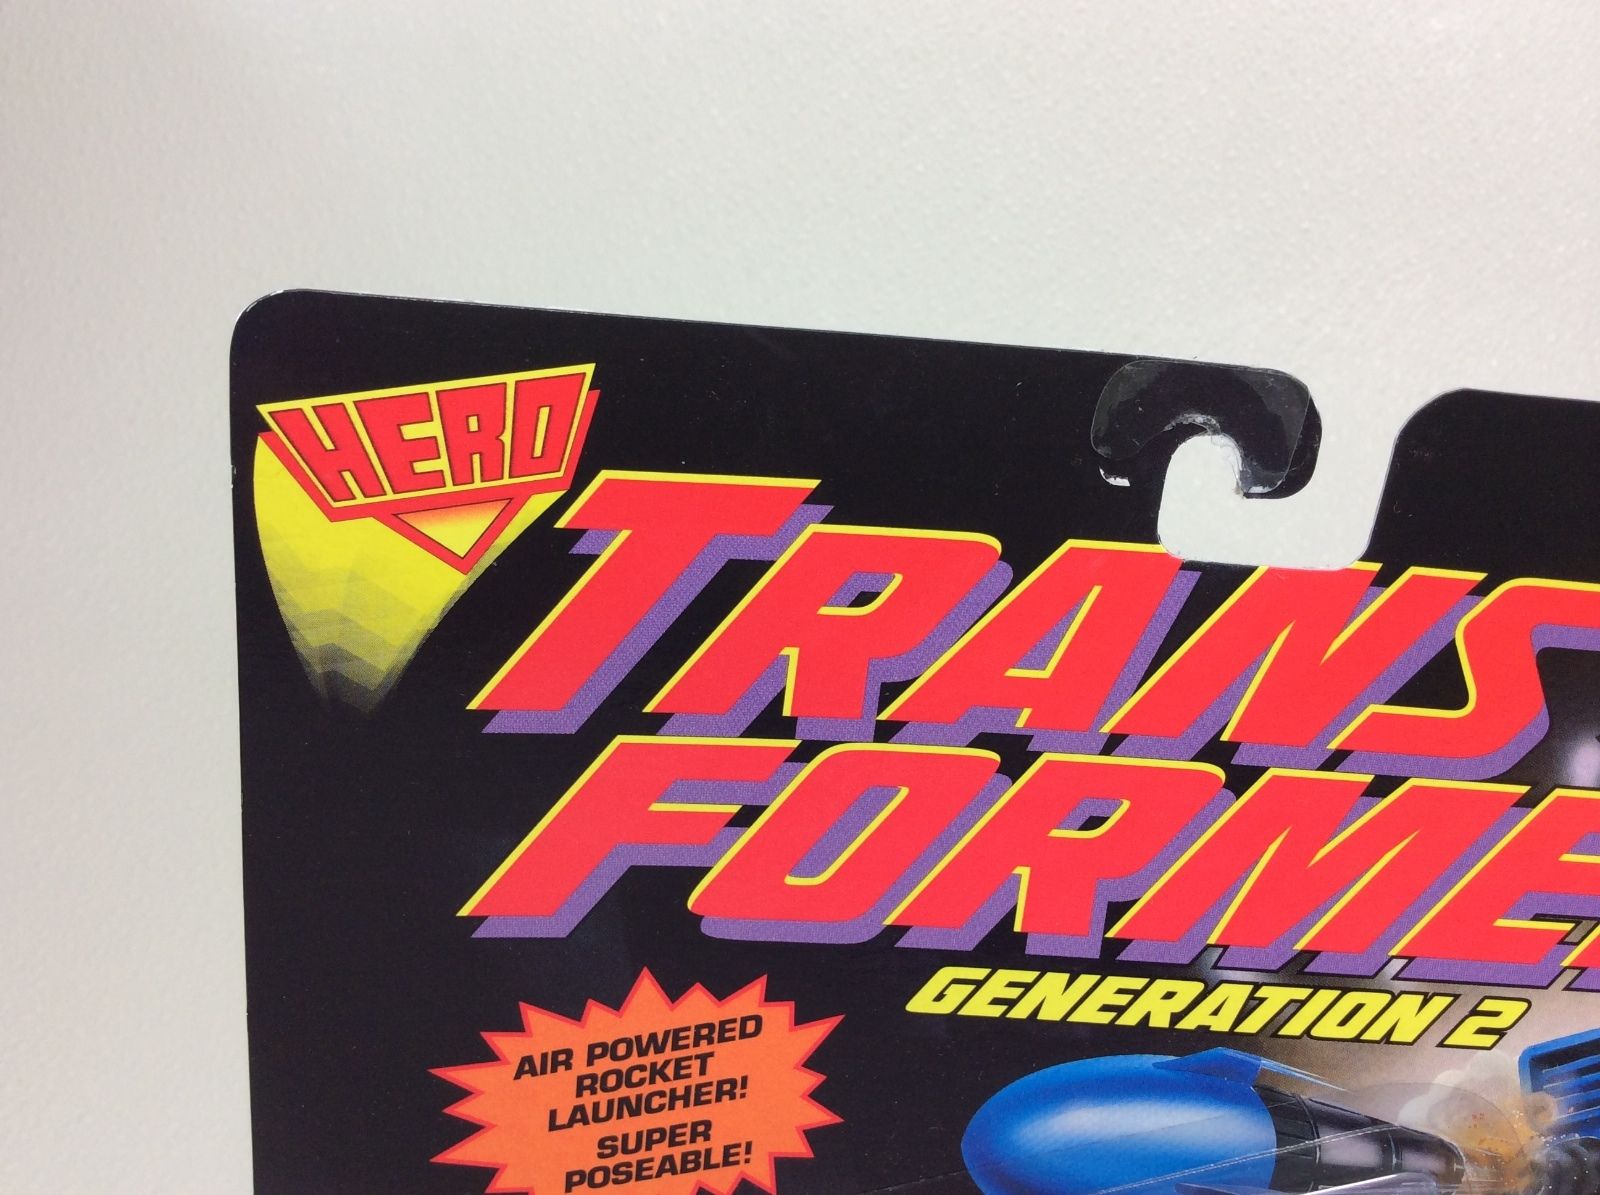 HERO
TRANS
FORME
GENERATION 2
AIR POWERED
ROCKET
LAUNCHER!
SUPER
POSEABLE!